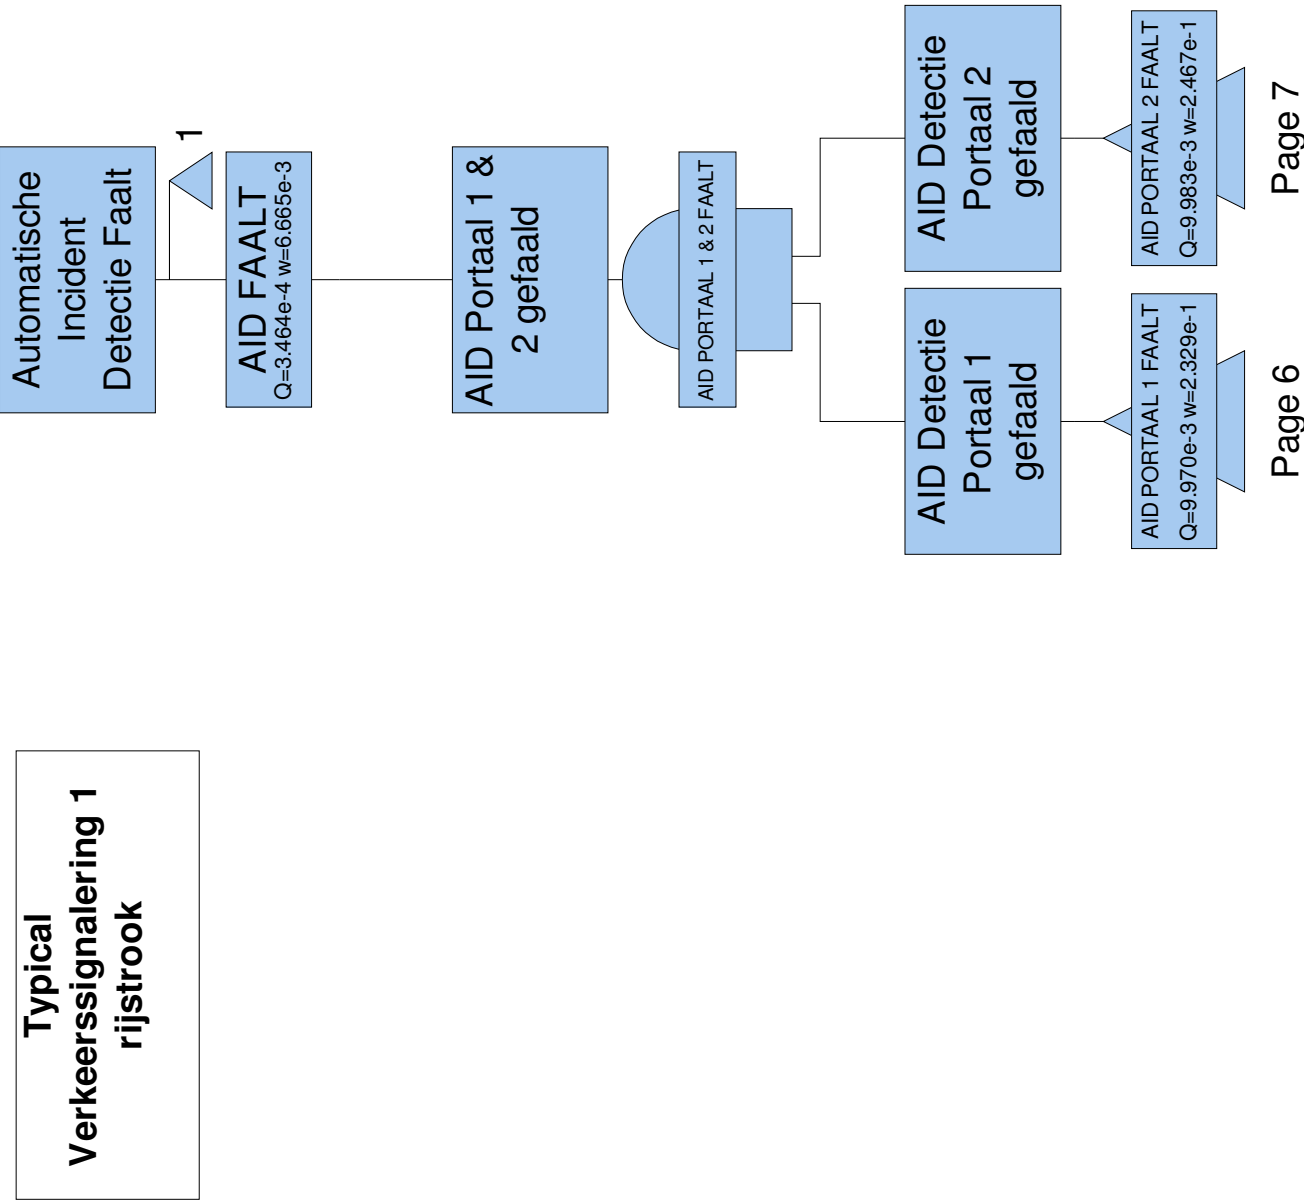 Typical
Verkeerssignalering 1
rijstrook
Automatische
Incident
Detectie Faalt
1
AID FAALT
Q=3.464e-4 w=6.665e-3
AID Portaal 1 &
2 gefaald
AID PORTAAL 1 & 2 FAALT
AID Detectie
Portaal 1
gefaald
AID PORTAAL 1 FAALT
Q=9.970e-3 w=2.329e-1
Page 6
AID Detectie
Portaal 2
gefaald
AID PORTAAL 2 FAALT
Q=9.983e-3 w=2.467e-1
Page 7